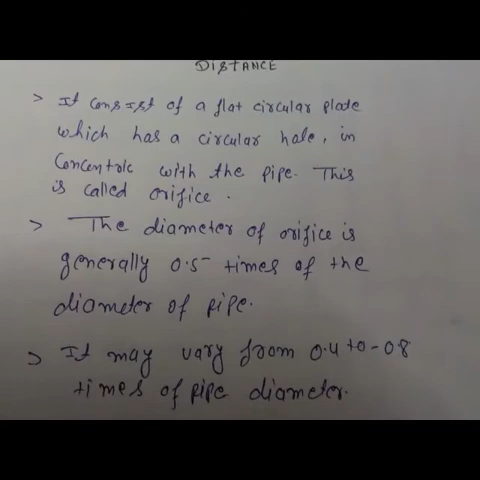 DISTANCE
> It consist of a flat circular plate
which has a circular hole, in
concentric with the pipe. This
is called orifice.
> The diameter of orifice is
generally 0.5 times of the
diameter of pipe.
> It may vary from 0.4 to - 0.8
times of pipe diameter.